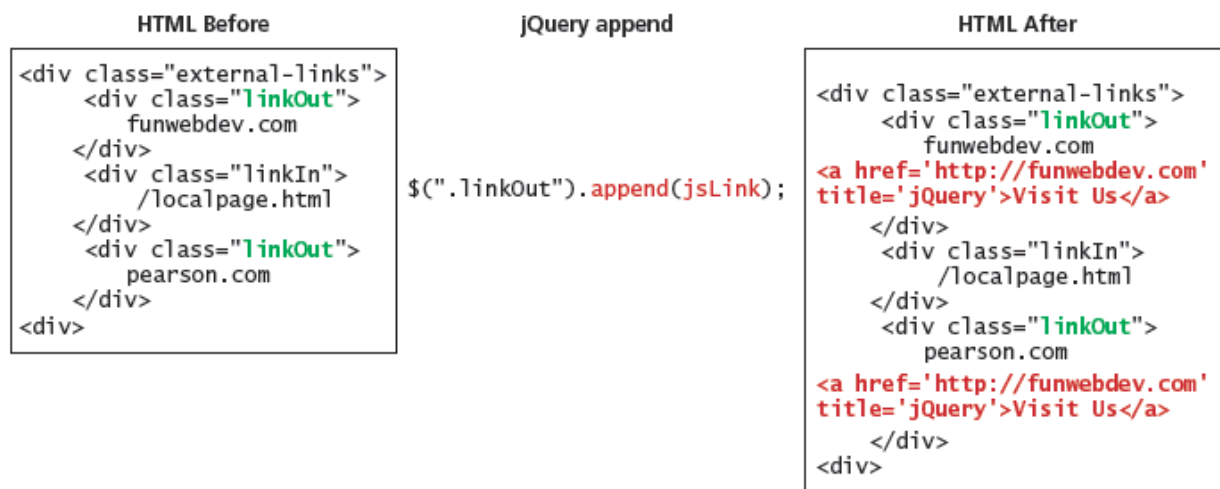 HTML Before
<div class="external-links">
<div class="linkOut">
funwebdev.com
</div>
<div class="linkIn">
/localpage.html
</div>
<div class="linkOut">
pearson.com
</div>
<div>
jQuery append
$(".linkOut").append(jsLink);
HTML After
<div class="external-links">
<div class="linkOut">
funwebdev.com
<a href='http://funwebdev.com'
title='jQuery'>Visit Us</a>
</div>
<div class="linkIn">
/localpage.html
</div>
<div class="linkOut">
pearson.com
<a href='http://funwebdev.com'
title='jQuery'>Visit Us</a>
</div>
<div>